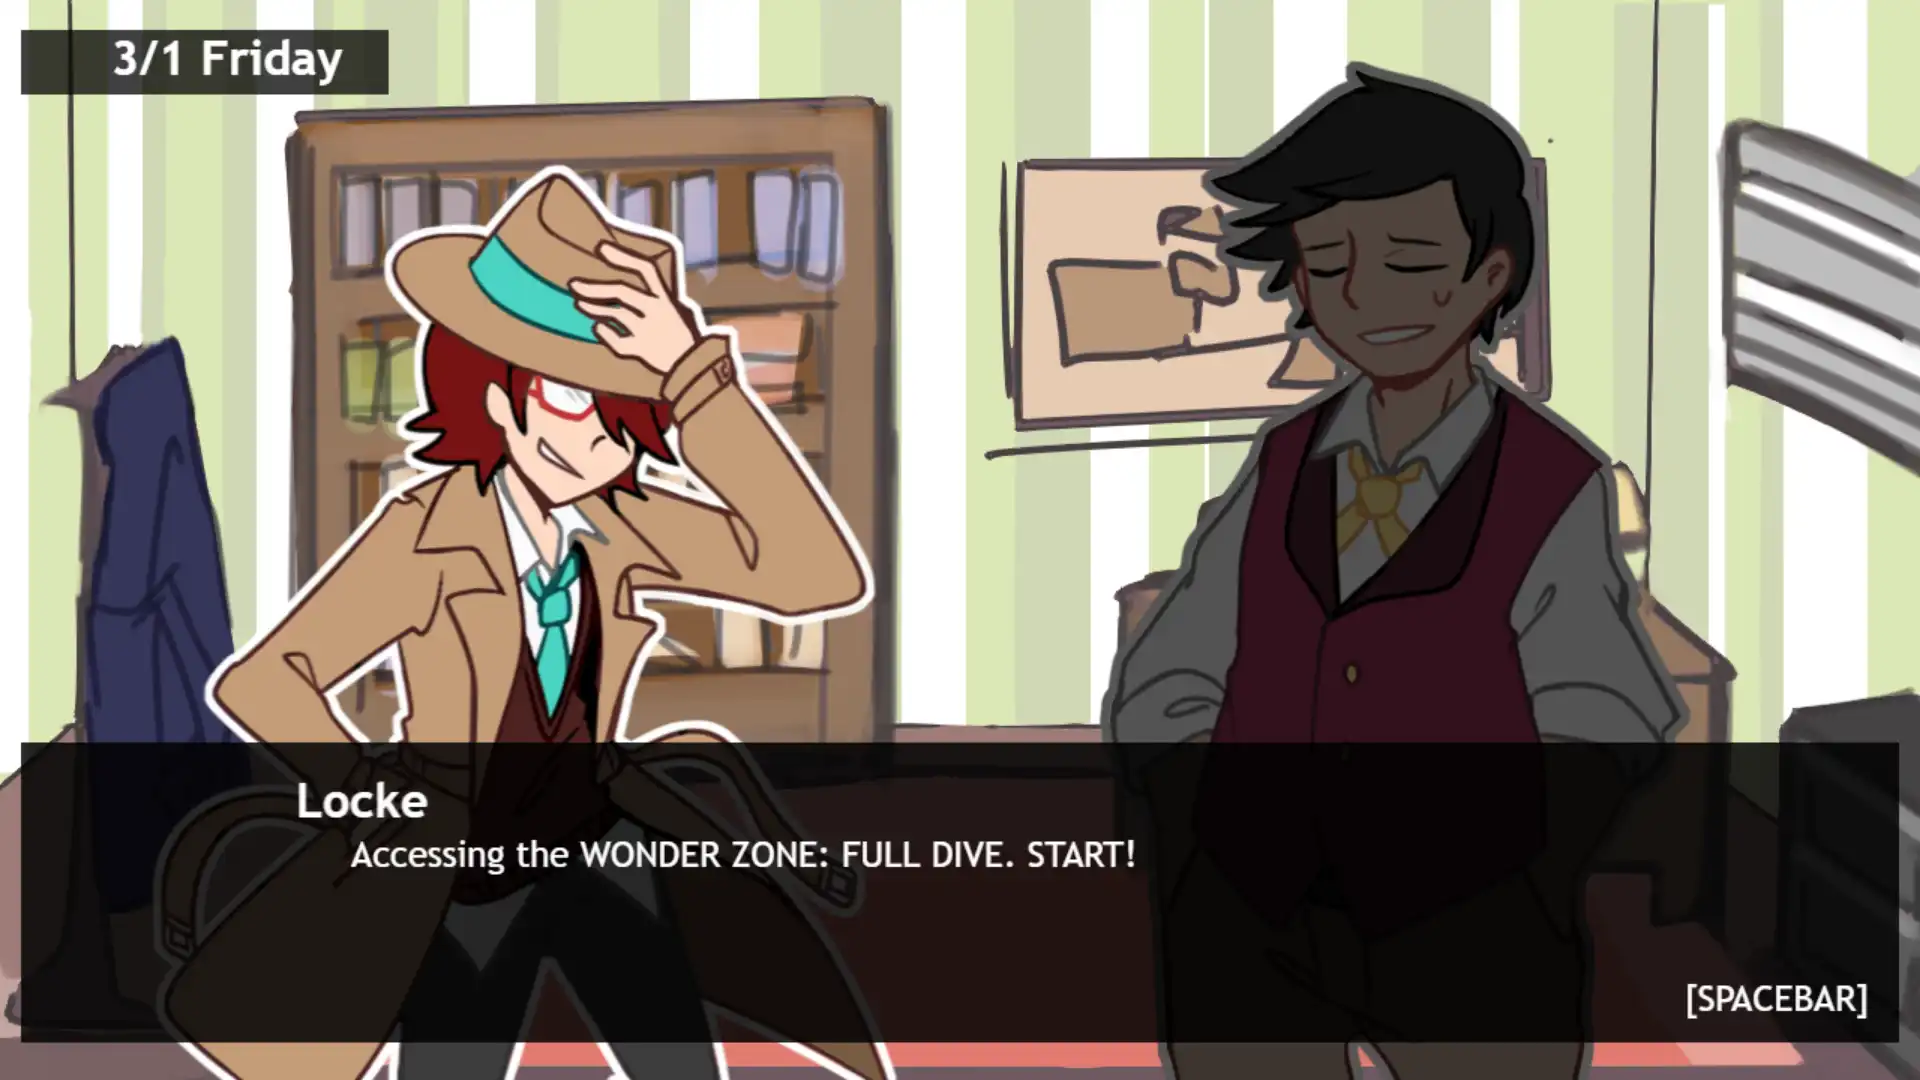 3/1 Friday
Locke
Accessing the WONDER ZONE: FULL DIVE. START!
[SPACEBAR]